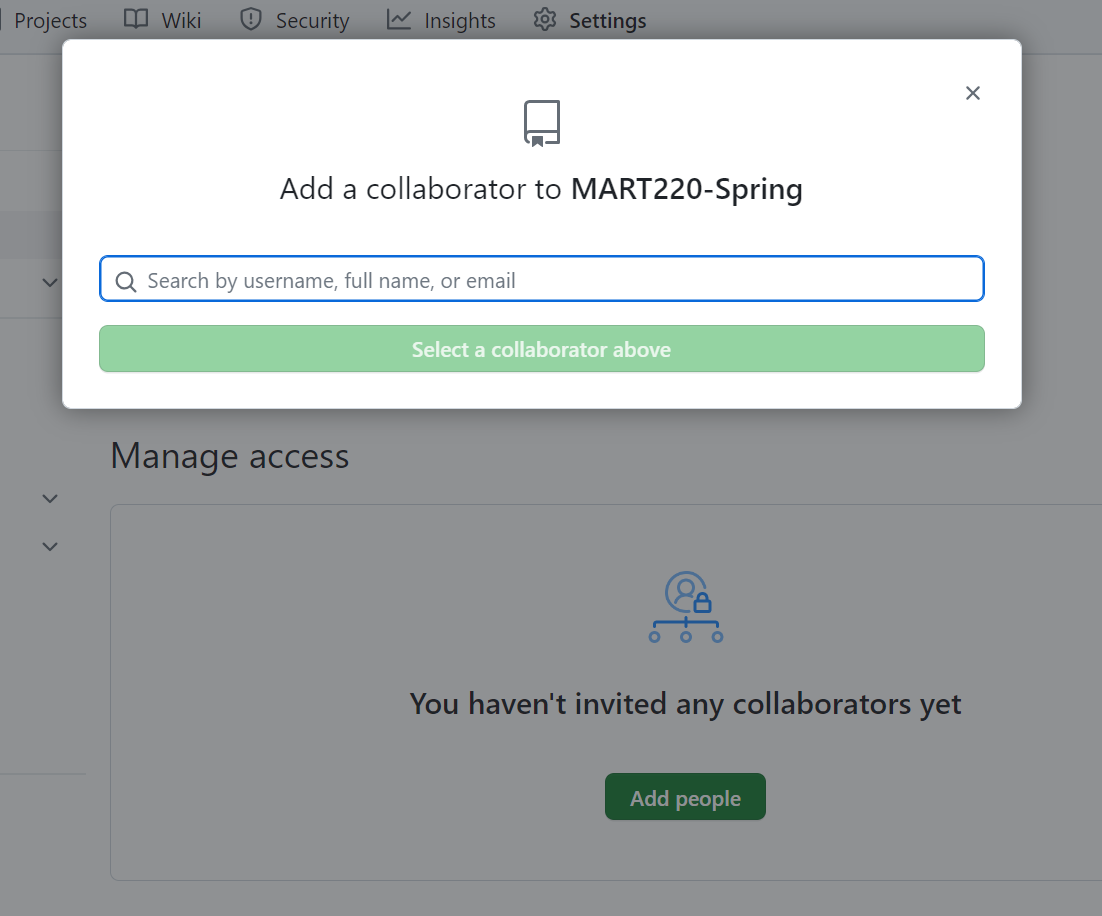 Projects Wiki Security Insights Settings
Add a collaborator to MART220-Spring
Search by username, full name, or email
Select a collaborator above
Manage access
You haven't invited any collaborators yet
Add people